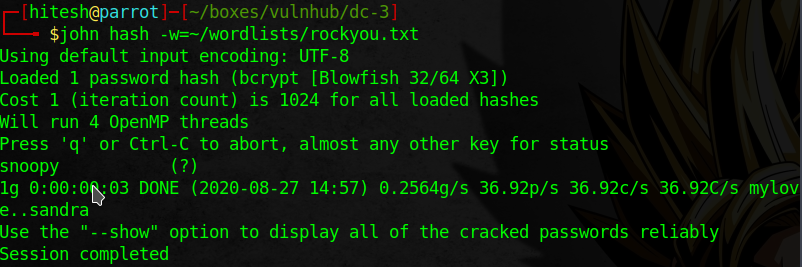 ┌─[hitesh@parrot]─[~/boxes/vulnhub/dc-3]
└──╼ $john hash -w=~/wordlists/rockyou.txt
Using default input encoding: UTF-8
Loaded 1 password hash (bcrypt [Blowfish 32/64 X3])
Cost 1 (iteration count) is 1024 for all loaded hashes
Will run 4 OpenMP threads
Press 'q' or Ctrl-C to abort, almost any other key for status
snoopy           (?)
1g 0:00:00:03 DONE (2020-08-27 14:57) 0.2564g/s 36.92p/s 36.92c/s 36.92C/s mylov
e..sandra
Use the "--show" option to display all of the cracked passwords reliably
Session completed